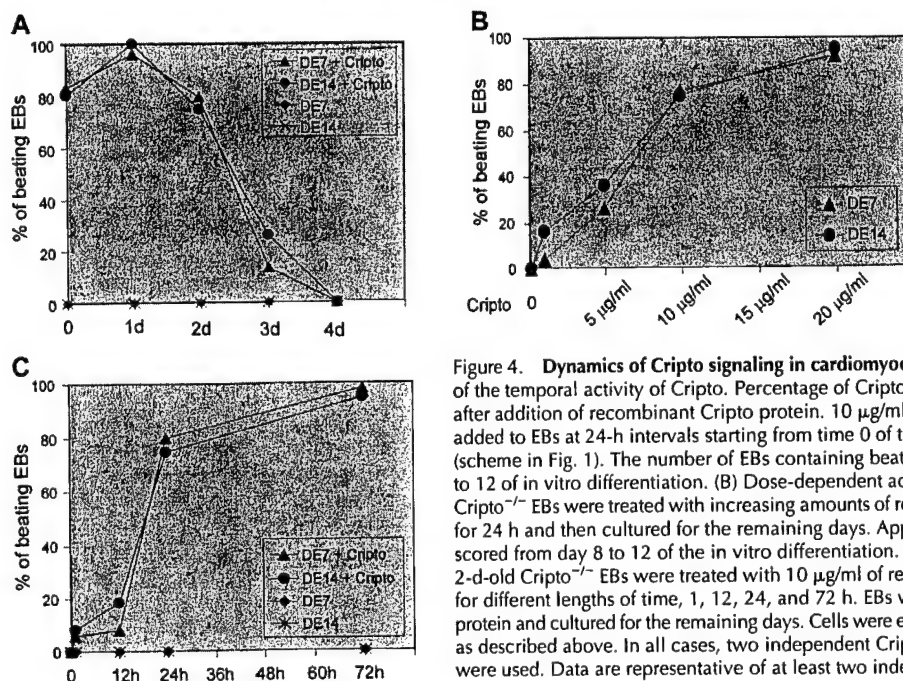 A
% of beating EBs
100
80
60
40
20
0
0 1d 2d 3d 4d
DE7 + Cripto
DE14 + Cripto
DE7
DE14
B
% of beating EBs
100
80
60
40
20
0
DE7
DE14
Cripto 0 5 µg/ml 10 µg/ml 15 µg/ml 20 µg/ml
C
% of beating EBs
100
80
60
40
20
0
DE7 + Cripto
DE14 + Cripto
DE7
DE14
0 12h 24h 36h 48h 60h 72h
Figure 4. Dynamics of Cripto signaling in cardiomyoc
of the temporal activity of Cripto. Percentage of Cripto
after addition of recombinant Cripto protein. 10 µg/ml
added to EBs at 24-h intervals starting from time 0 of t
(scheme in Fig. 1). The number of EBs containing beat
to 12 of in vitro differentiation. (B) Dose-dependent ac
Cripto−/− EBs were treated with increasing amounts of re
for 24 h and then cultured for the remaining days. App
scored from day 8 to 12 of the in vitro differentiation.
2-d-old Cripto−/− EBs were treated with 10 µg/ml of re
for different lengths of time, 1, 12, 24, and 72 h. EBs w
protein and cultured for the remaining days. Cells were e
as described above. In all cases, two independent Crip
were used. Data are representative of at least two inde